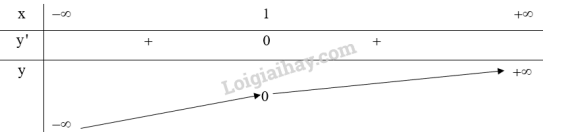 x −∞ 1 +∞
y' + 0 +
y +∞
Loigiaihay.com
0
−∞